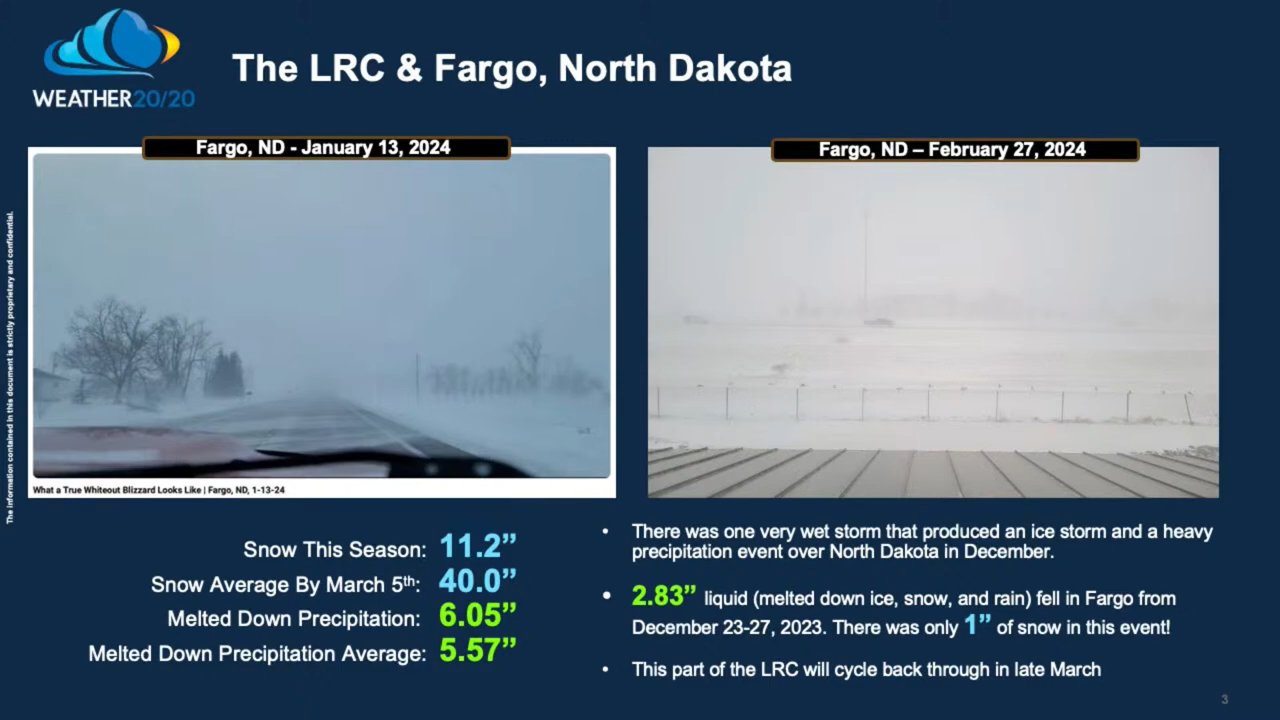 WEATHER20/20
The LRC & Fargo, North Dakota
Fargo, ND - January 13, 2024
Fargo, ND – February 27, 2024
The information contained in this document is strictly proprietary and confidential.
What a True Whiteout Blizzard Looks Like | Fargo, ND, 1-13-24
Snow This Season: 11.2”
Snow Average By March 5th: 40.0”
Melted Down Precipitation: 6.05”
Melted Down Precipitation Average: 5.57”
• There was one very wet storm that produced an ice storm and a heavy
precipitation event over North Dakota in December.
• 2.83” liquid (melted down ice, snow, and rain) fell in Fargo from
December 23-27, 2023. There was only 1” of snow in this event!
• This part of the LRC will cycle back through in late March
3